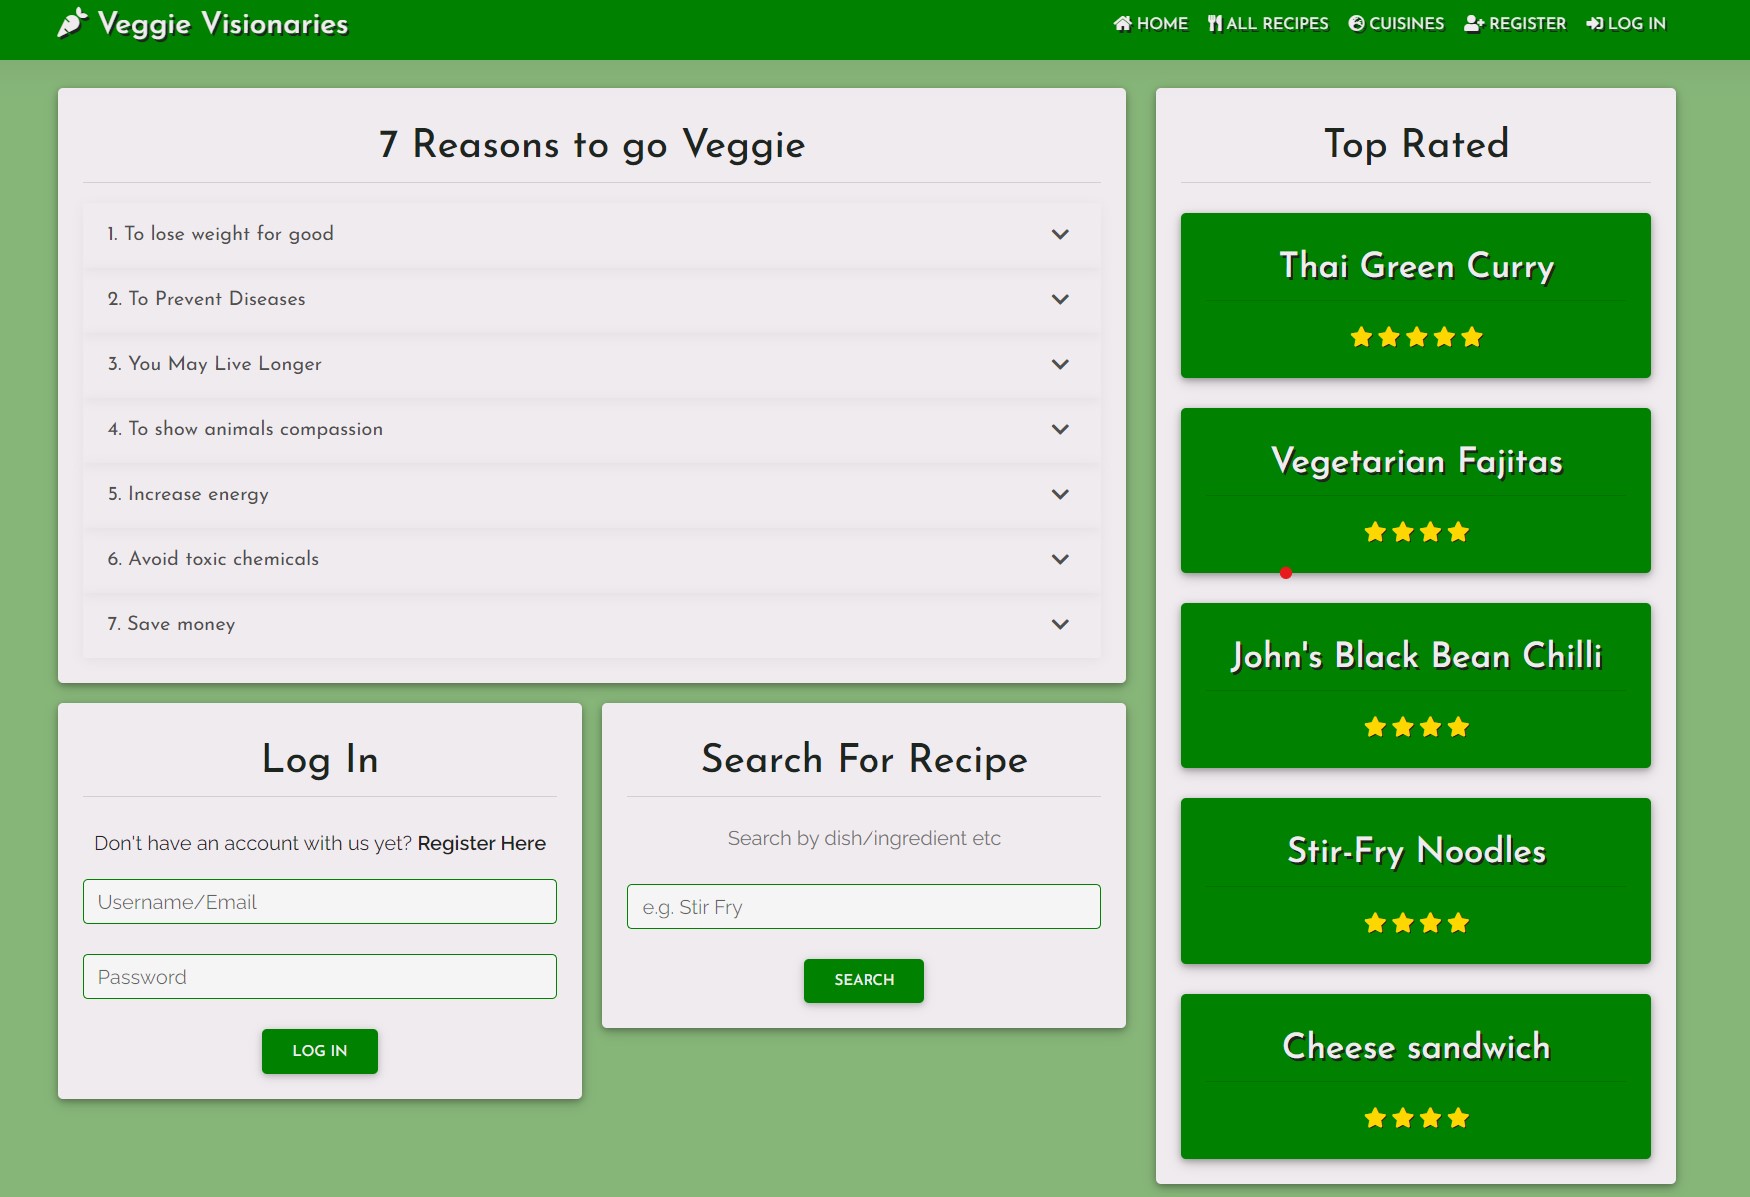 Veggie Visionaries
HOME ALL RECIPES CUISINES REGISTER LOG IN
7 Reasons to go Veggie
1. To lose weight for good
2. To Prevent Diseases
3. You May Live Longer
4. To show animals compassion
5. Increase energy
6. Avoid toxic chemicals
7. Save money
Log In
Don't have an account with us yet? Register Here
Username/Email
Password
LOG IN
Search For Recipe
Search by dish/ingredient etc
e.g. Stir Fry
SEARCH
Top Rated
Thai Green Curry
Vegetarian Fajitas
John's Black Bean Chilli
Stir-Fry Noodles
Cheese sandwich